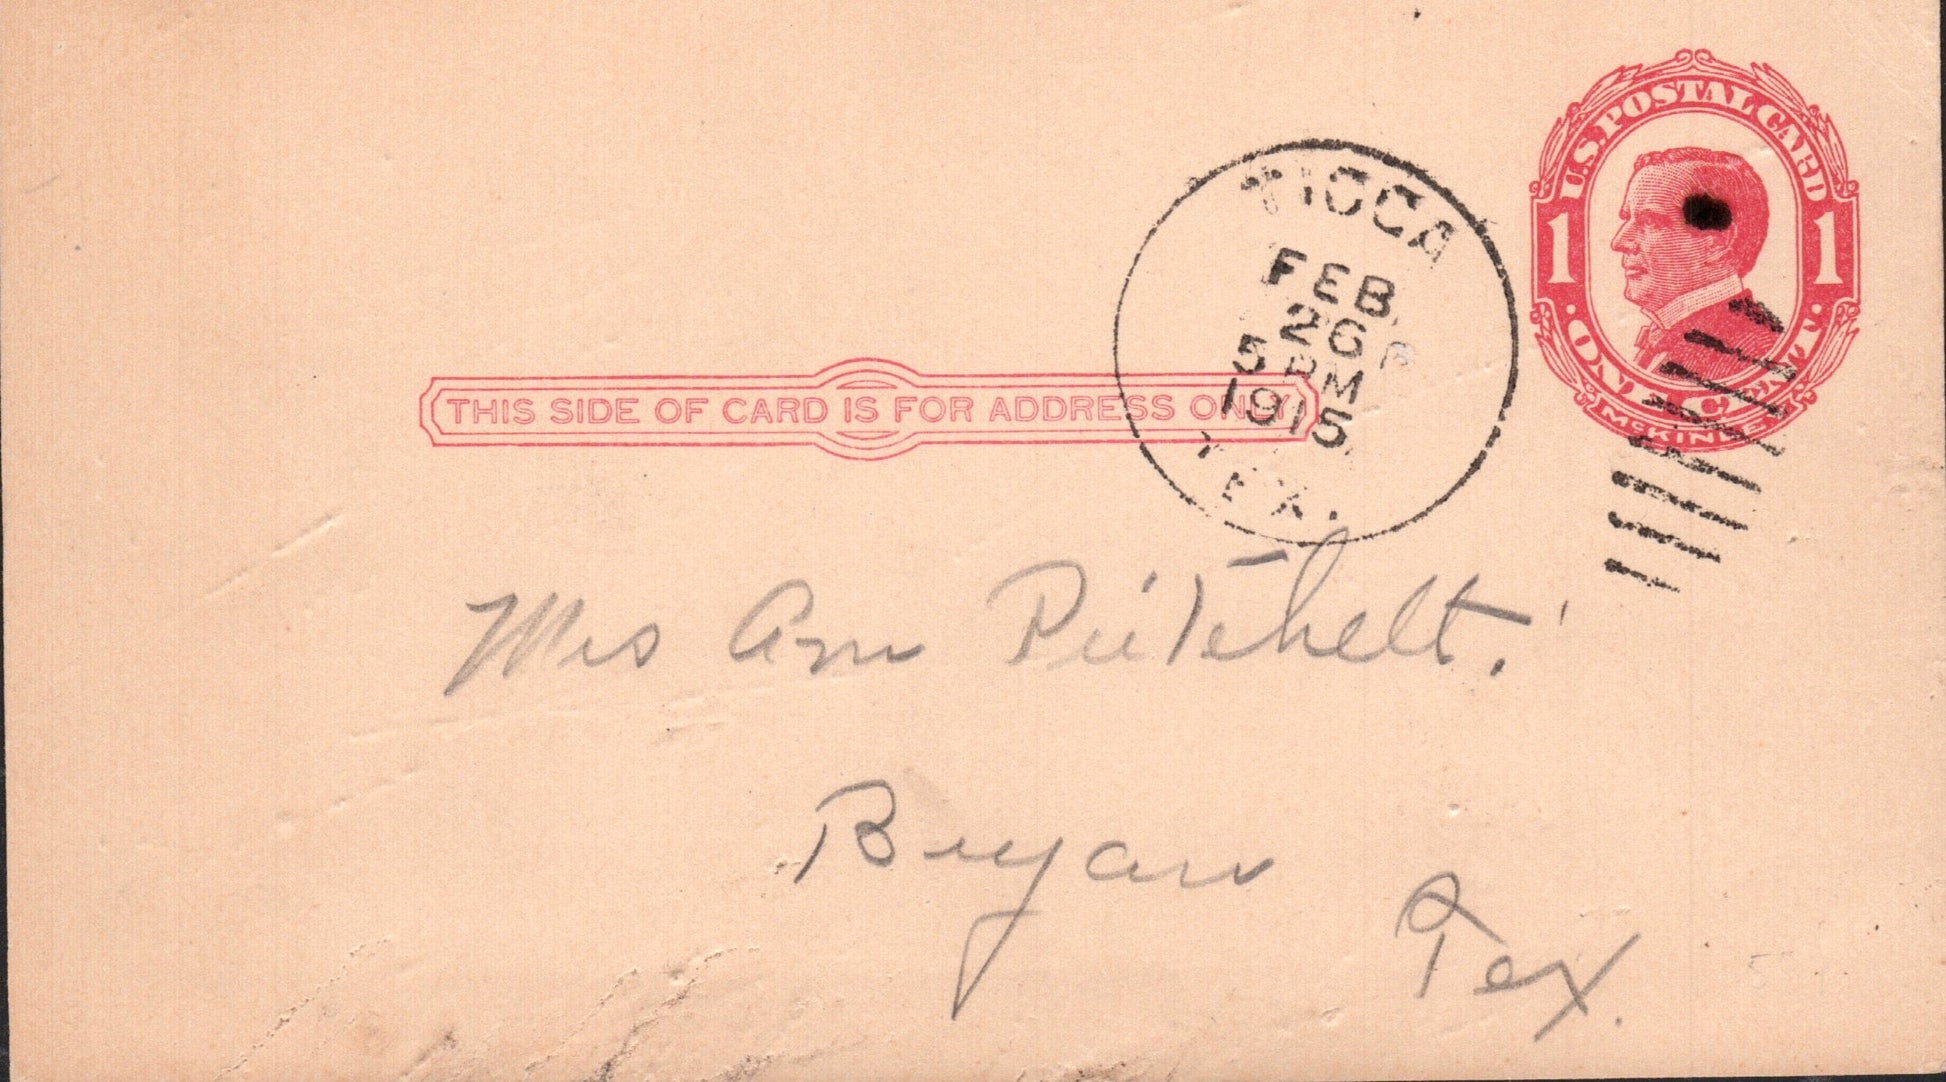 U.S. POSTAL CARD
1 1
· ONE CENT ·
McKINLEY
TIOGA
FEB
26
5 PM
1915
TEX.
THIS SIDE OF CARD IS FOR ADDRESS ONLY
Mrs Ann Pritchett.
Bryan
Tex.